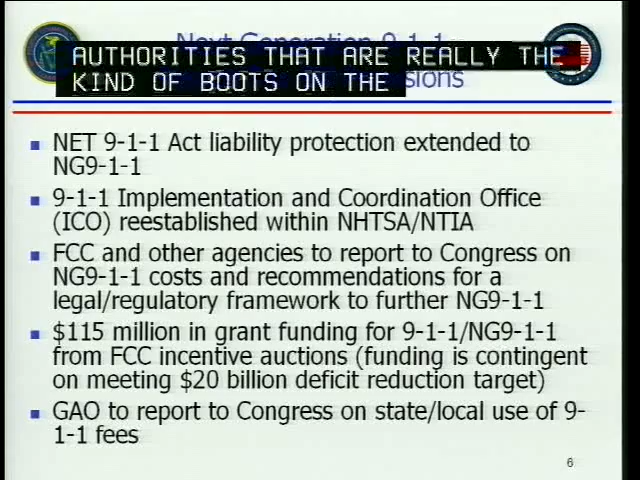 Next Generation 9-1-1
AUTHORITIES THAT ARE REALLY THE
KIND OF BOOTS ON THE
NET 9-1-1 Act liability protection extended to
NG9-1-1
9-1-1 Implementation and Coordination Office
(ICO) reestablished within NHTSA/NTIA
FCC and other agencies to report to Congress on
NG9-1-1 costs and recommendations for a
legal/regulatory framework to further NG9-1-1
$115 million in grant funding for 9-1-1/NG9-1-1
from FCC incentive auctions (funding is contingent
on meeting $20 billion deficit reduction target)
GAO to report to Congress on state/local use of 9-
1-1 fees
6